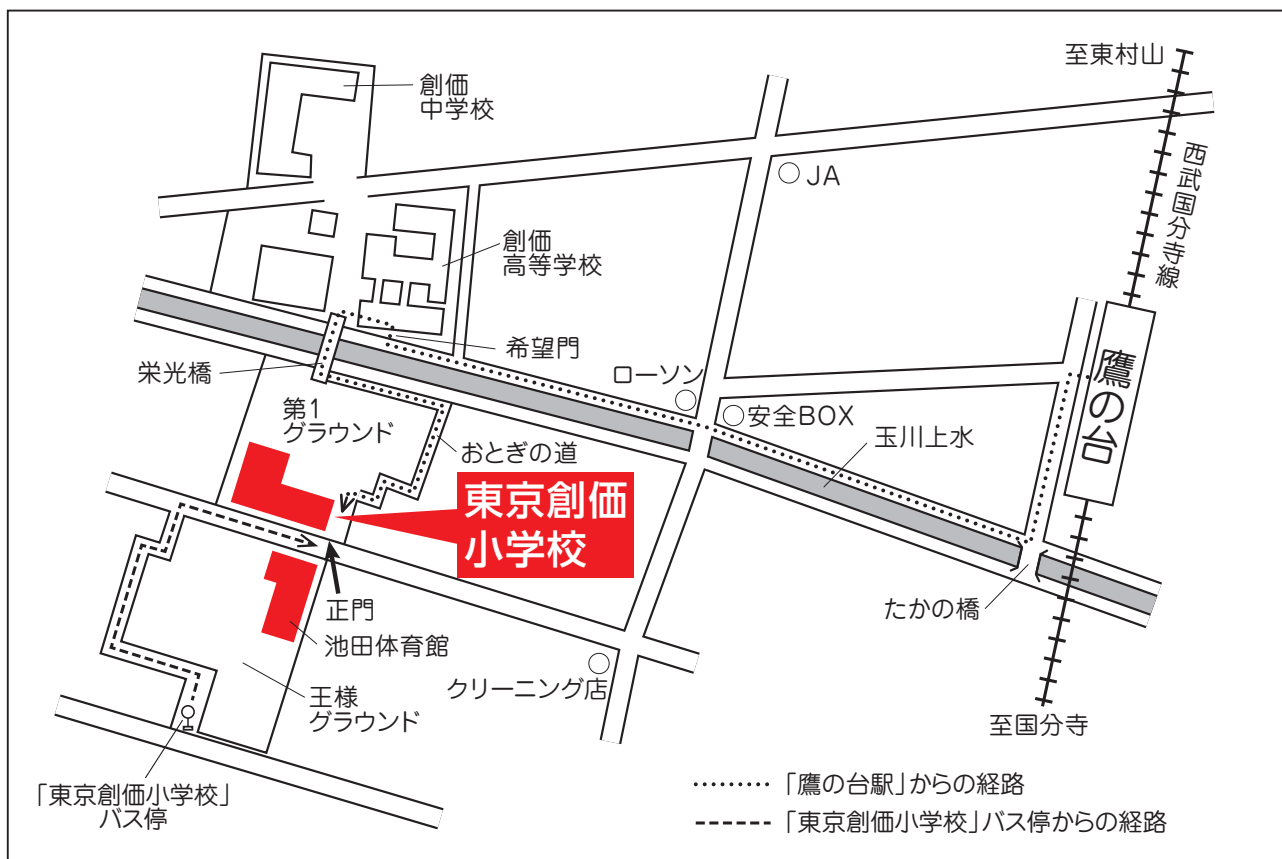 至東村山
創価
中学校
JA
西武国分寺線
創価
高等学校
希望門
栄光橋
ローソン
鷹の台
第1
グラウンド
安全BOX
玉川上水
おとぎの道
東京創価
小学校
たかの橋
正門
池田体育館
クリーニング店
王様
グラウンド
至国分寺
「東京創価小学校」
バス停
「鷹の台駅」からの経路
「東京創価小学校」バス停からの経路